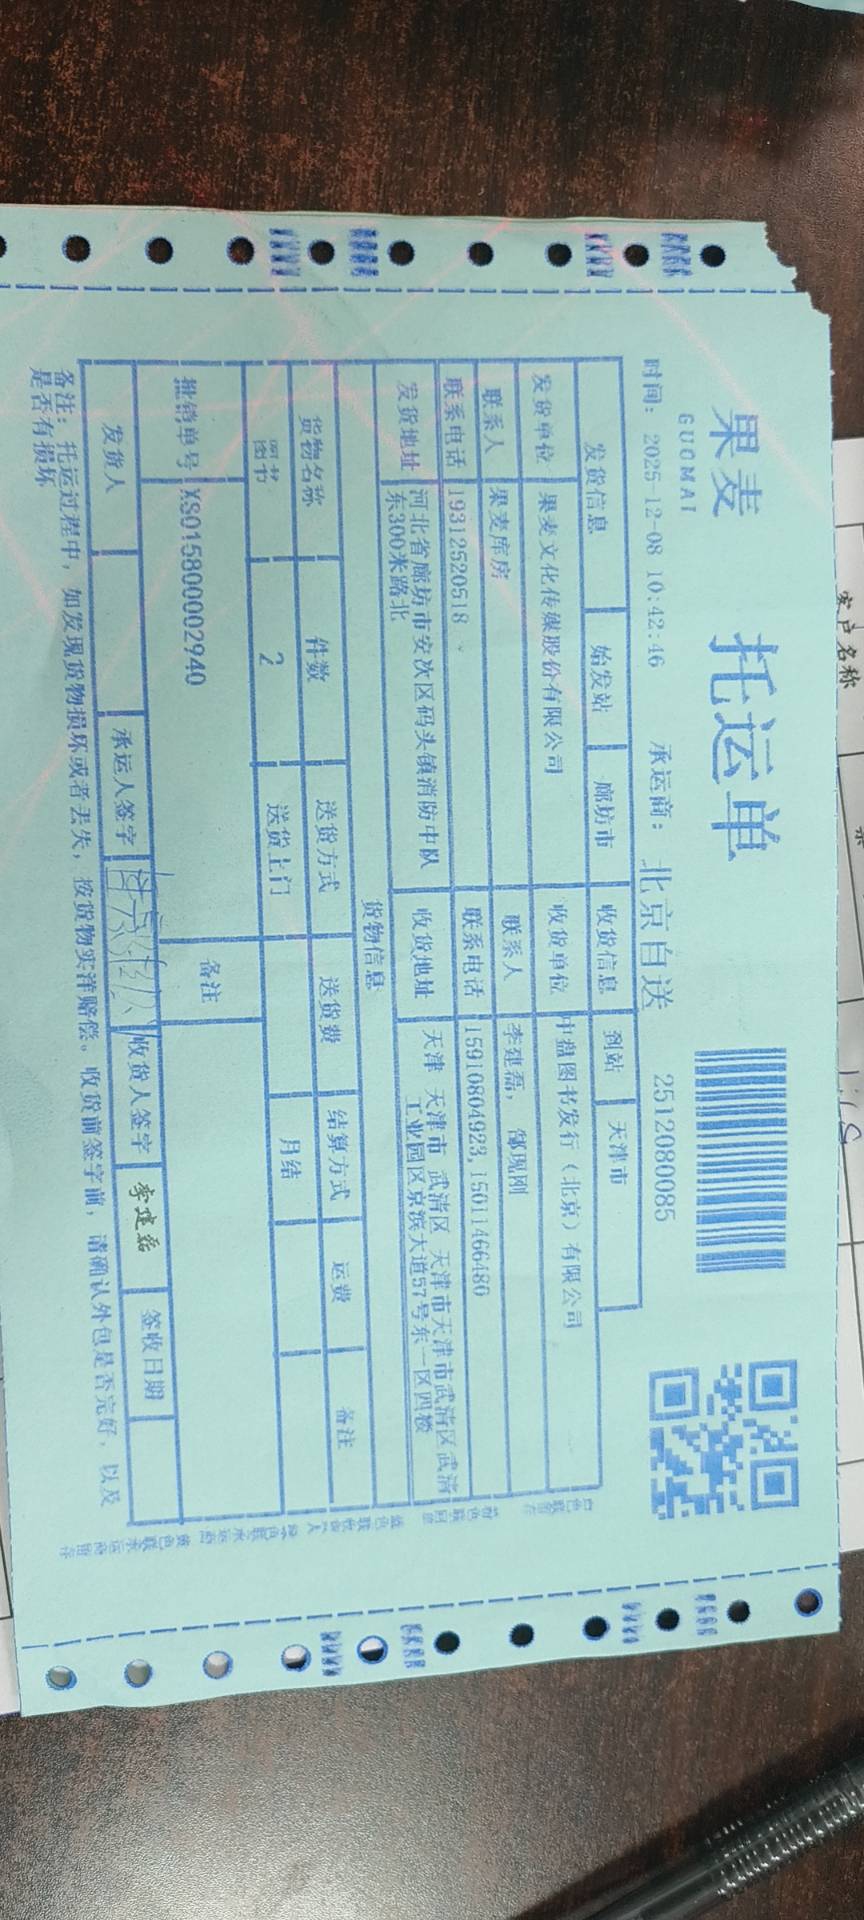 果麦
GUOMAI
托运单
时间: 2025-12-08 10:42:46 承运商: 北京自送 2512080085
发货信息 始发站 廊坊市 收货信息 到站 天津市
发货单位 果麦文化传媒股份有限公司 收货单位 中盘图书发行（北京）有限公司
联系人 果麦库房 联系人 李建磊, 郜现刚
联系电话 19312520518 联系电话 15910804923,15011466480
发货地址 河北省廊坊市安次区码头镇消防中队东300米路北 收货地址 天津 天津市 武清区 天津市天津市武清区武清工业园区京滨大道57号东一区四楼
货物信息
货物名称 件数 送货方式 送货费 结算方式 运费 备注
图书 2 送货上门 月结
批销单号 XS015800002940 备注
发货人 承运人签字 收货人签字 李建磊 签收日期
备注: 托运过程中, 如发现货物损坏或者丢失, 按货物实洋赔偿。收货前签字前, 请确认外包是否完好, 以及
是否有损坏
客户名称